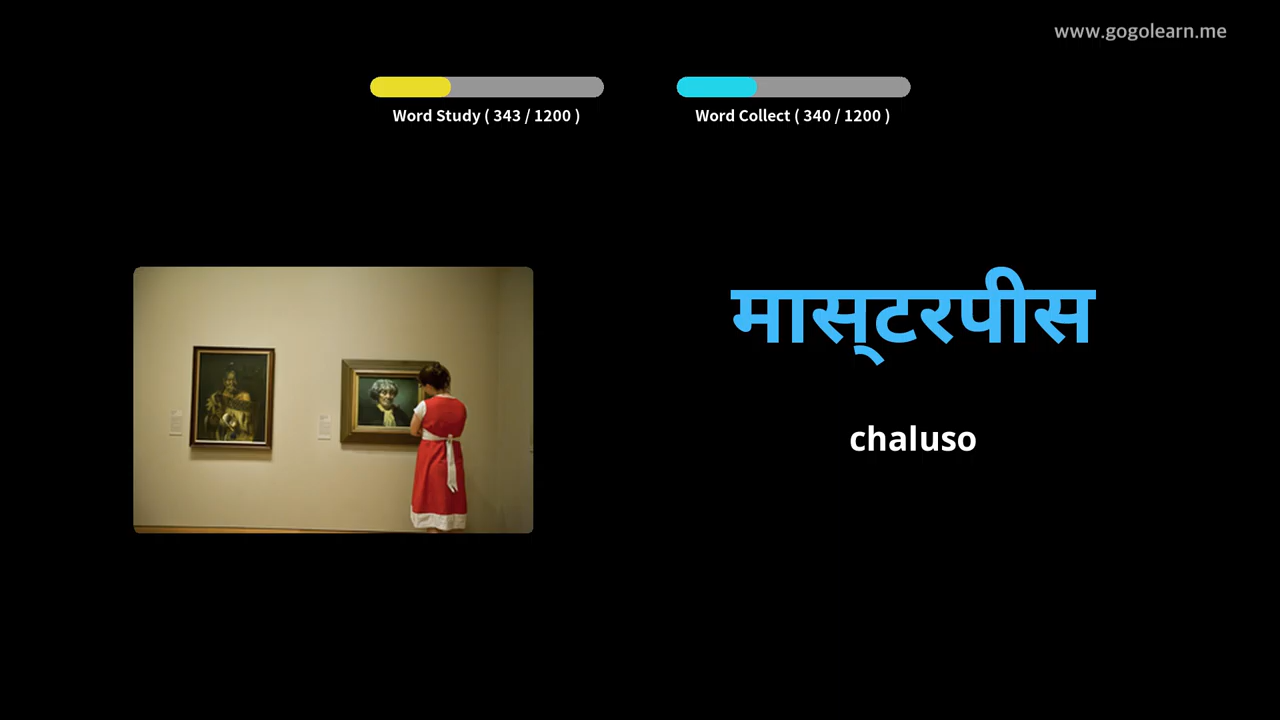 www.gogolearn.me
Word Study ( 343 / 1200 )
Word Collect ( 340 / 1200 )
मास्‌टरपीस
chaluso